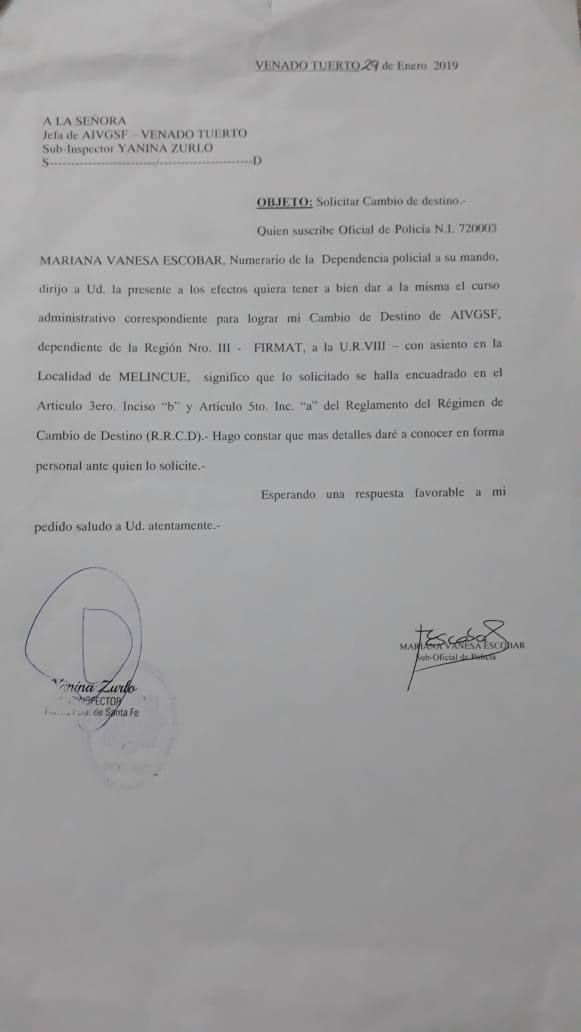 VENADO TUERTO 29 de Enero 2019
A LA SEÑORA
Jefa de AIVGSF – VENADO TUERTO
Sub-Inspector YANINA ZURLO
S--------------------------/----------------------D
OBJETO: Solicitar Cambio de destino.-
Quien suscribe Oficial de Policía N.I. 720003
MARIANA VANESA ESCOBAR, Numerario de la Dependencia policial a su mando,
dirijo a Ud. la presente a los efectos quiera tener a bien dar a la misma el curso
administrativo correspondiente para lograr mi Cambio de Destino de AIVGSF,
dependiente de la Región Nro. III - FIRMAT, a la U.R.VIII – con asiento en la
Localidad de MELINCUE, significo que lo solicitado se halla encuadrado en el
Articulo 3ero. Inciso “b” y Articulo 5to. Inc. “a” del Reglamento del Régimen de
Cambio de Destino (R.R.C.D).- Hago constar que mas detalles daré a conocer en forma
personal ante quien lo solicite.-
Esperando una respuesta favorable a mi
pedido saludo a Ud. atentamente.-
Escobar
MARIANA VANESA ESCOBAR
Sub-Oficial de Policía
Yanina Zurlo
de Santa Fe